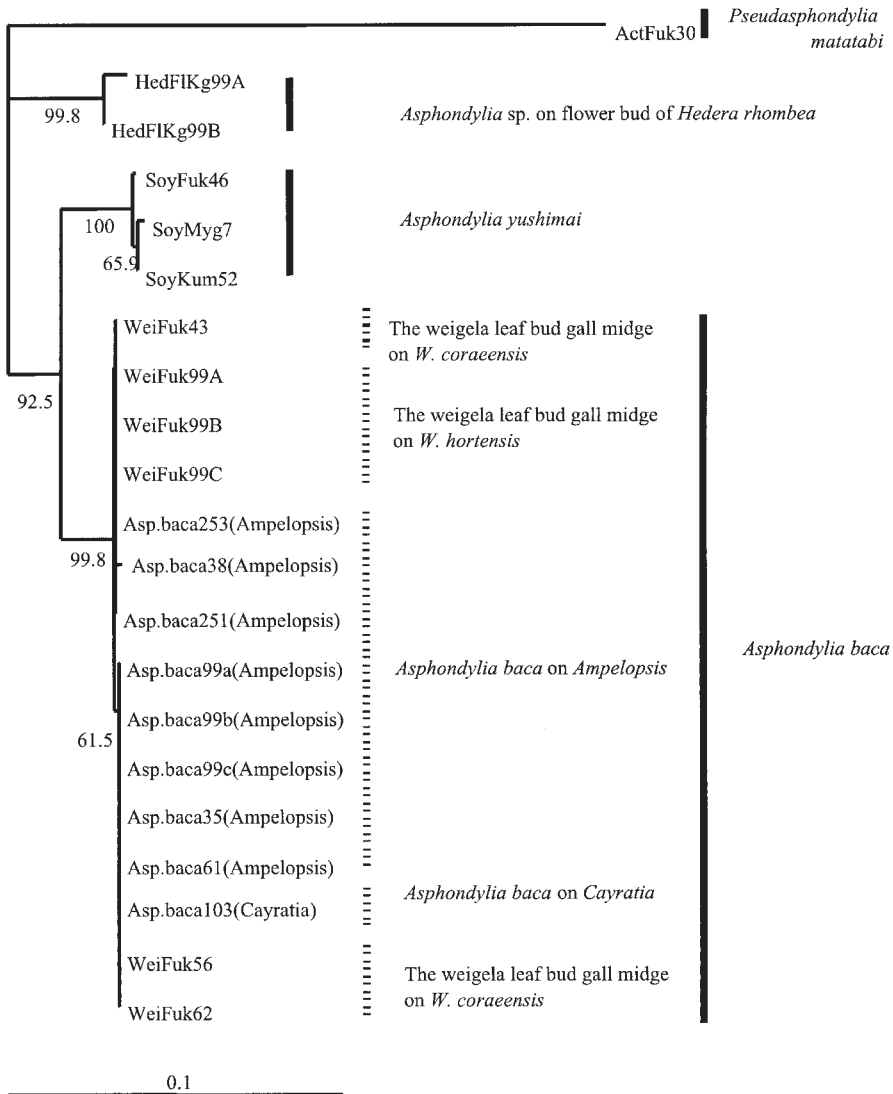 ActFuk30
Pseudasphondylia
matatabi
HedFlKg99A
99.8
HedFlKg99B
Asphondylia sp. on flower bud of Hedera rhombea
SoyFuk46
100
SoyMyg7
65.9
SoyKum52
Asphondylia yushimai
WeiFuk43
The weigela leaf bud gall midge
on W. coraeensis
92.5
WeiFuk99A
WeiFuk99B
WeiFuk99C
The weigela leaf bud gall midge
on W. hortensis
Asp.baca253(Ampelopsis)
99.8
Asp.baca38(Ampelopsis)
Asp.baca251(Ampelopsis)
Asp.baca99a(Ampelopsis)
Asphondylia baca on Ampelopsis
Asphondylia baca
Asp.baca99b(Ampelopsis)
61.5
Asp.baca99c(Ampelopsis)
Asp.baca35(Ampelopsis)
Asp.baca61(Ampelopsis)
Asphondylia baca on Cayratia
Asp.baca103(Cayratia)
WeiFuk56
The weigela leaf bud gall midge
on W. coraeensis
WeiFuk62
0.1